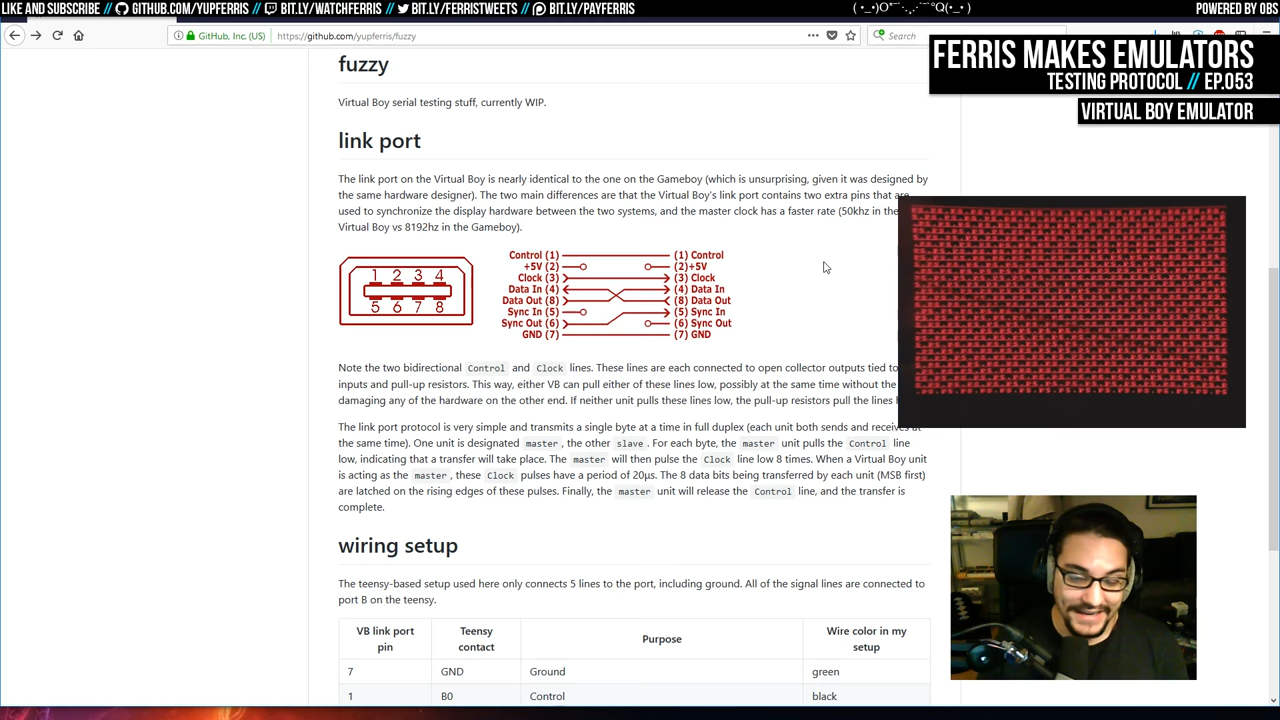 LIKE AND SUBSCRIBE // GITHUB.COM/YUPFERRIS // BIT.LY/WATCHFERRIS // BIT.LY/FERRISTWEETS // BIT.LY/PAYFERRIS
POWERED BY OBS
GitHub, Inc. (US) https://github.com/yupferris/fuzzy
Search
FERRIS MAKES EMULATORS
TESTING PROTOCOL // EP.053
VIRTUAL BOY EMULATOR
fuzzy
Virtual Boy serial testing stuff, currently WIP.
link port
The link port on the Virtual Boy is nearly identical to the one on the Gameboy (which is unsurprising, given it was designed by
the same hardware designer). The two main differences are that the Virtual Boy's link port contains two extra pins that are
used to synchronize the display hardware between the two systems, and the master clock has a faster rate (50khz in the
Virtual Boy vs 8192hz in the Gameboy).
1 2 3 4
5 6 7 8
Control (1) (1) Control
+5V (2) (2)+5V
Clock (3) (3) Clock
Data In (4) (4) Data In
Data Out (8) (8) Data Out
Sync In (5) (5) Sync In
Sync Out (6) (6) Sync Out
GND (7) (7) GND
Note the two bidirectional Control and Clock lines. These lines are each connected to open collector outputs tied to
inputs and pull-up resistors. This way, either VB can pull either of these lines low, possibly at the same time without the
damaging any of the hardware on the other end. If neither unit pulls these lines low, the pull-up resistors pull the lines
The link port protocol is very simple and transmits a single byte at a time in full duplex (each unit both sends and receives at
the same time). One unit is designated master, the other slave. For each byte, the master unit pulls the Control line
low, indicating that a transfer will take place. The master will then pulse the Clock line low 8 times. When a Virtual Boy unit
is acting as the master, these Clock pulses have a period of 20µs. The 8 data bits being transferred by each unit (MSB first)
are latched on the rising edges of these pulses. Finally, the master unit will release the Control line, and the transfer is
complete.
wiring setup
The teensy-based setup used here only connects 5 lines to the port, including ground. All of the signal lines are connected to
port B on the teensy.
VB link port pin Teensy contact Purpose Wire color in my setup
7 GND Ground green
1 B0 Control black